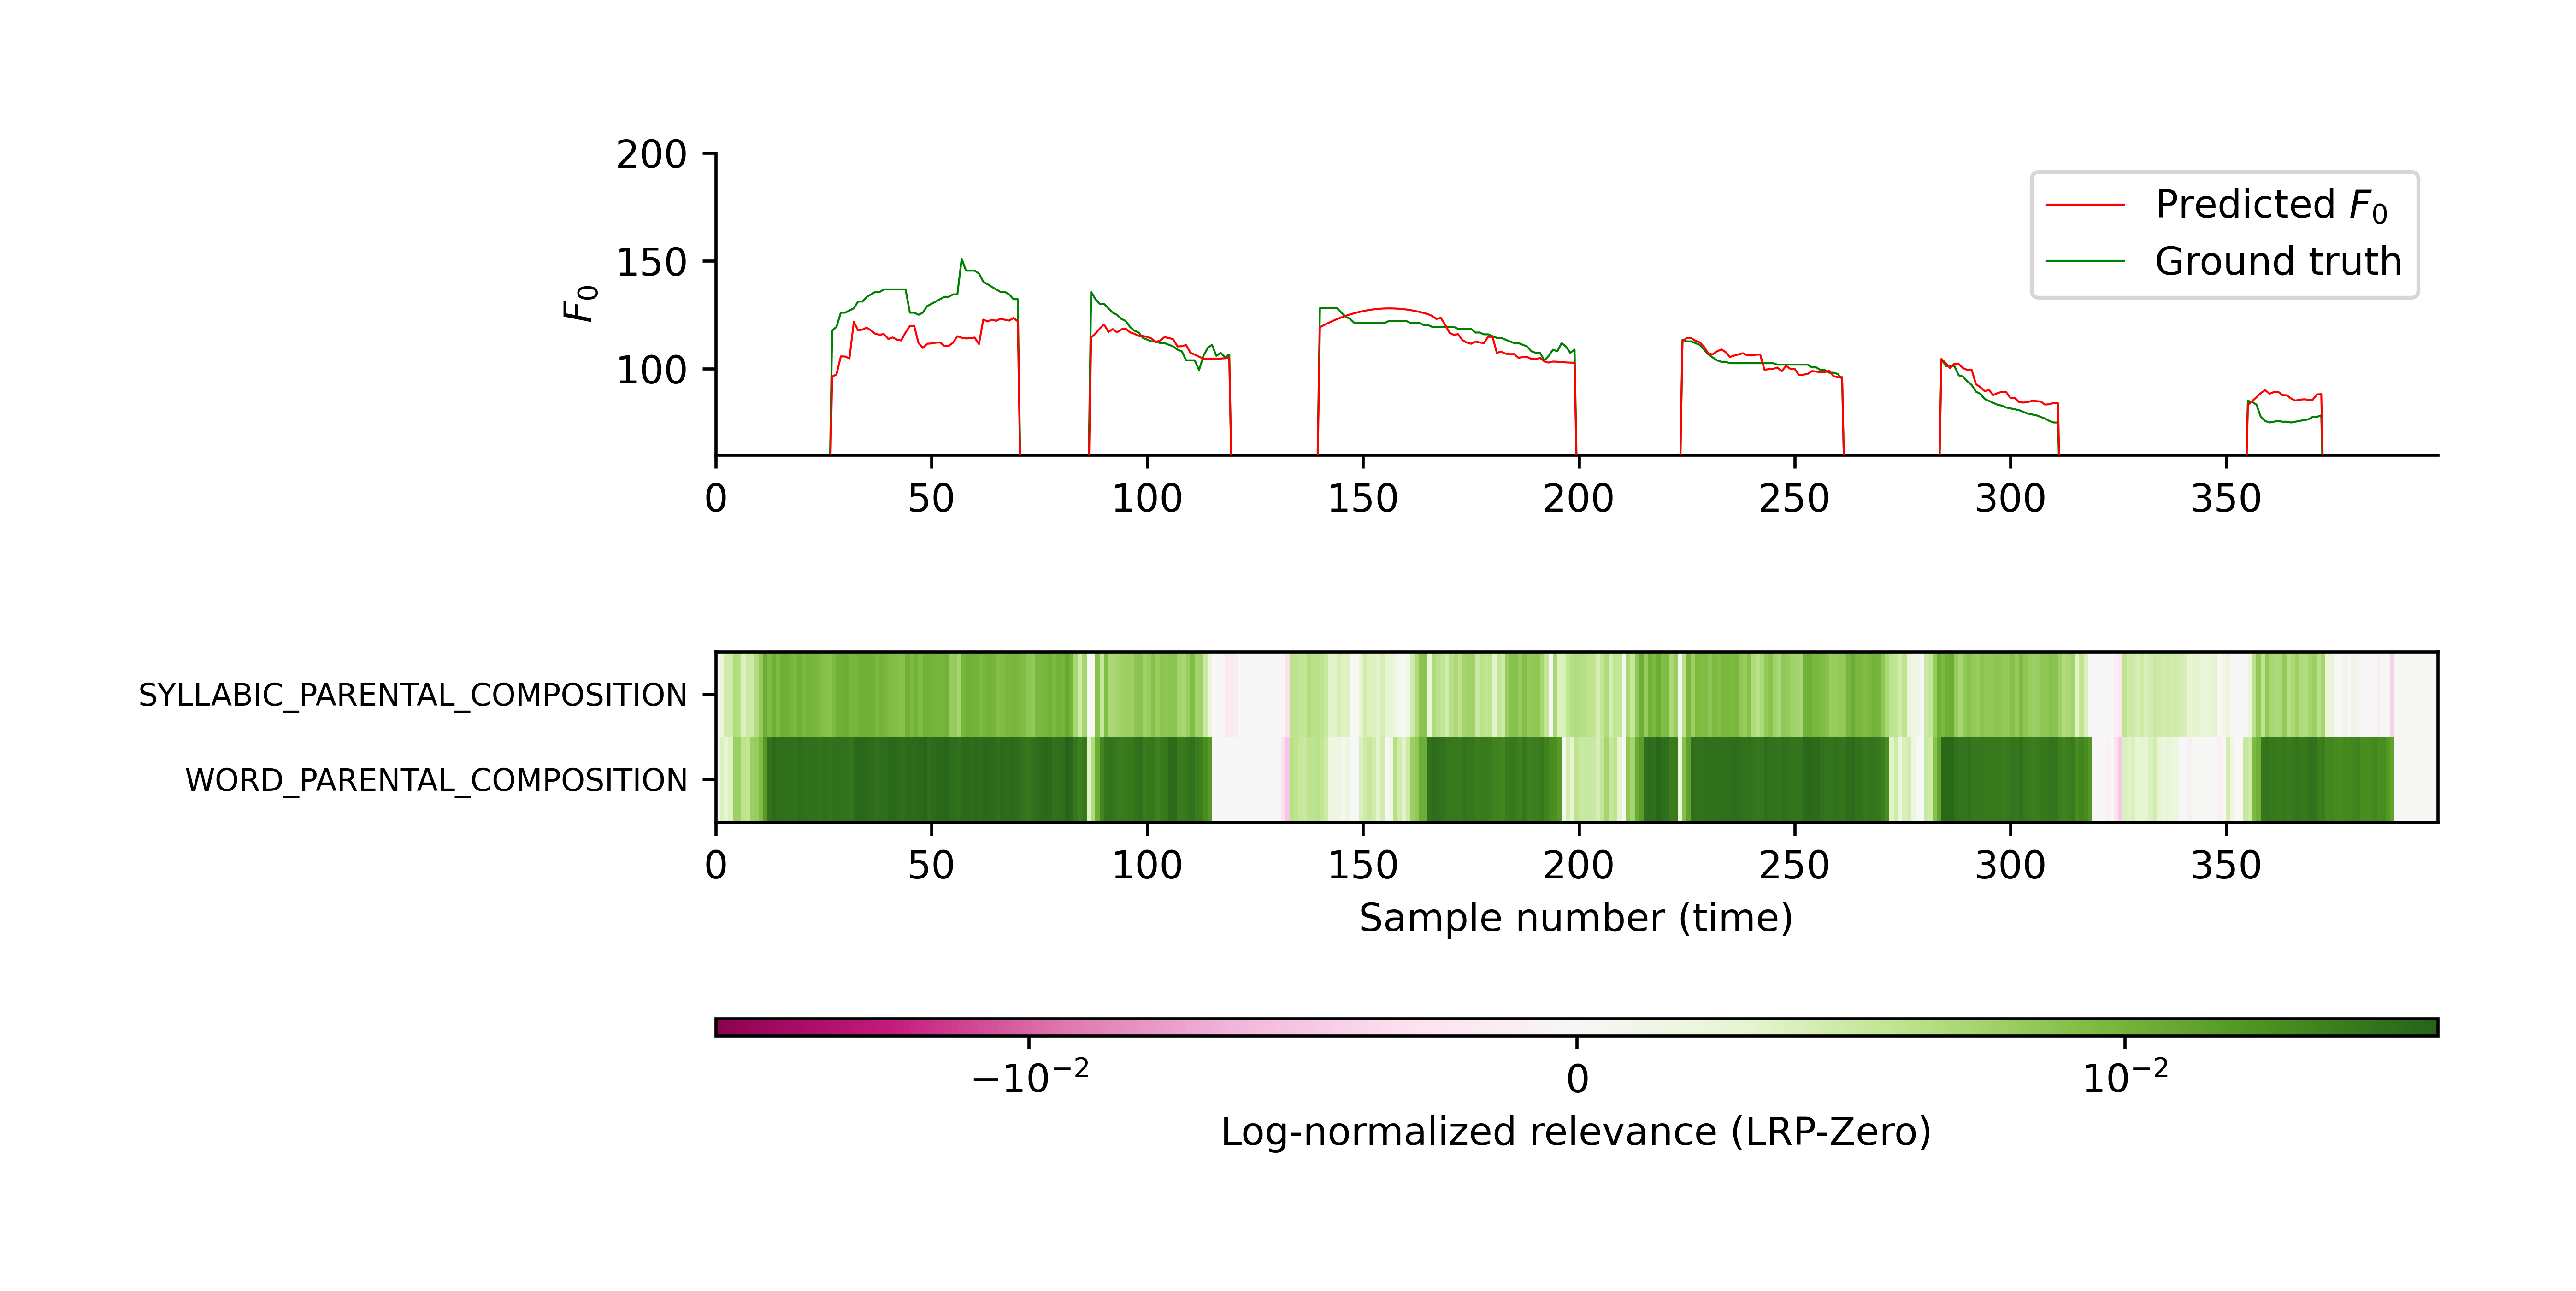 200
150
100
F₀
Predicted F₀
Ground truth
0 50 100 150 200 250 300 350
SYLLABIC_PARENTAL_COMPOSITION
WORD_PARENTAL_COMPOSITION
0 50 100 150 200 250 300 350
Sample number (time)
−10⁻² 0 10⁻²
Log-normalized relevance (LRP-Zero)